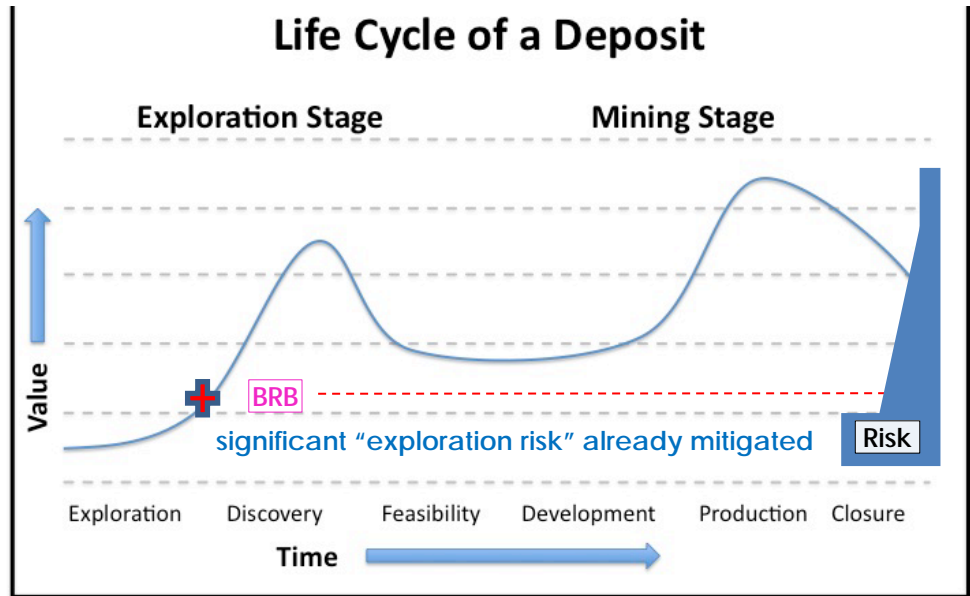 Life Cycle of a Deposit
Exploration Stage
Mining Stage
Value
BRB
significant “exploration risk” already mitigated
Risk
Exploration
Discovery
Feasibility
Development
Production
Closure
Time